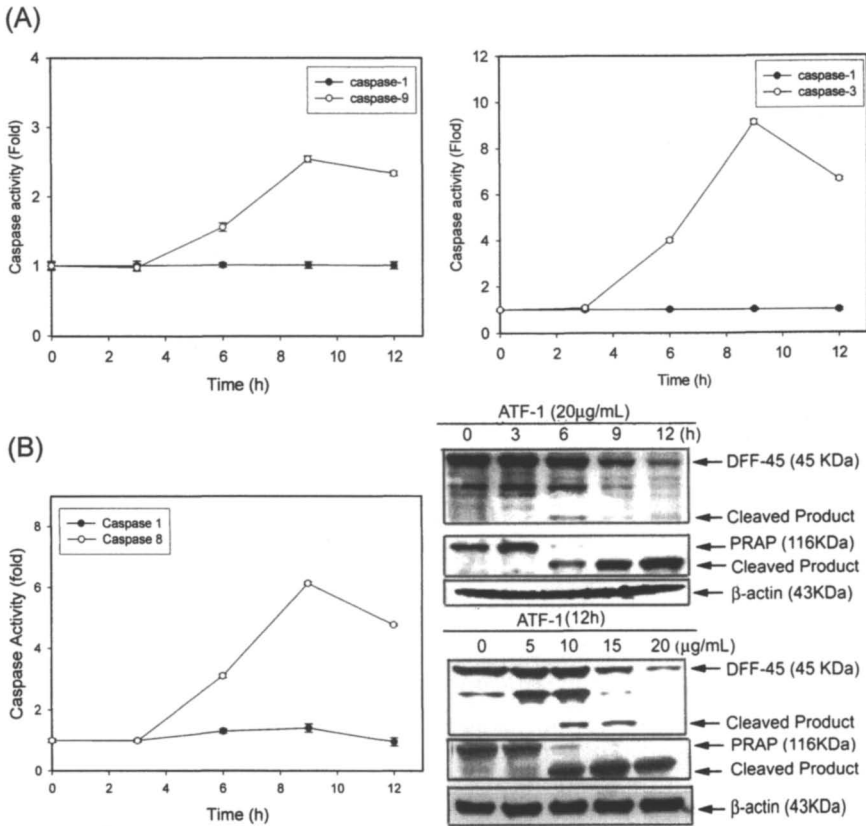 (A)
4
3
2
1
0
Caspase activity (Fold)
caspase-1
caspase-9
0 2 4 6 8 10 12
Time (h)
12
10
8
6
4
2
0
Caspase activity (Flod)
caspase-1
caspase-3
0 2 4 6 8 10 12
Time (h)
(B)
8
6
4
2
0
Caspase Activity (fold)
Caspase 1
Caspase 8
0 2 4 6 8 10 12
Time (h)
ATF-1 (20µg/mL)
0 3 6 9 12 (h)
DFF-45 (45 KDa)
Cleaved Product
PRAP (116KDa)
Cleaved Product
β-actin (43KDa)
ATF-1(12h)
0 5 10 15 20 (µg/mL)
DFF-45 (45 KDa)
Cleaved Product
PRAP (116KDa)
Cleaved Product
β-actin (43KDa)